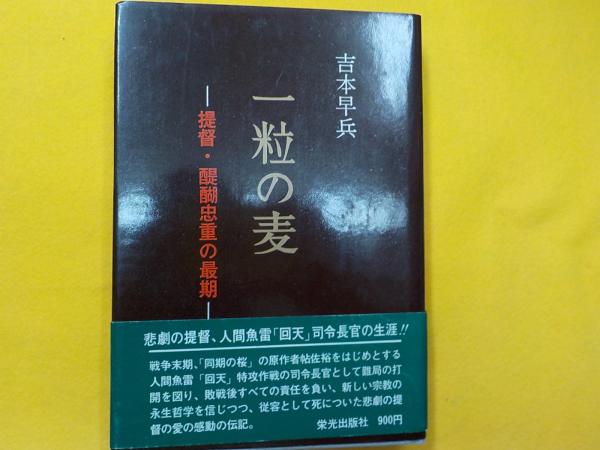 吉本早兵
一粒の麦
―提督・醍醐忠重の最期―
悲劇の提督、人間魚雷「回天」司令長官の生涯!!
戦争末期、「同期の桜」の原作者帖佐裕をはじめとする
人間魚雷「回天」特攻作戦の司令長官として難局の打
開を図り、敗戦後すべての責任を負い、新しい宗教の
永生哲学を信じつつ、従容として死についた悲劇の提
督の愛の感動の伝記。
栄光出版社 900円